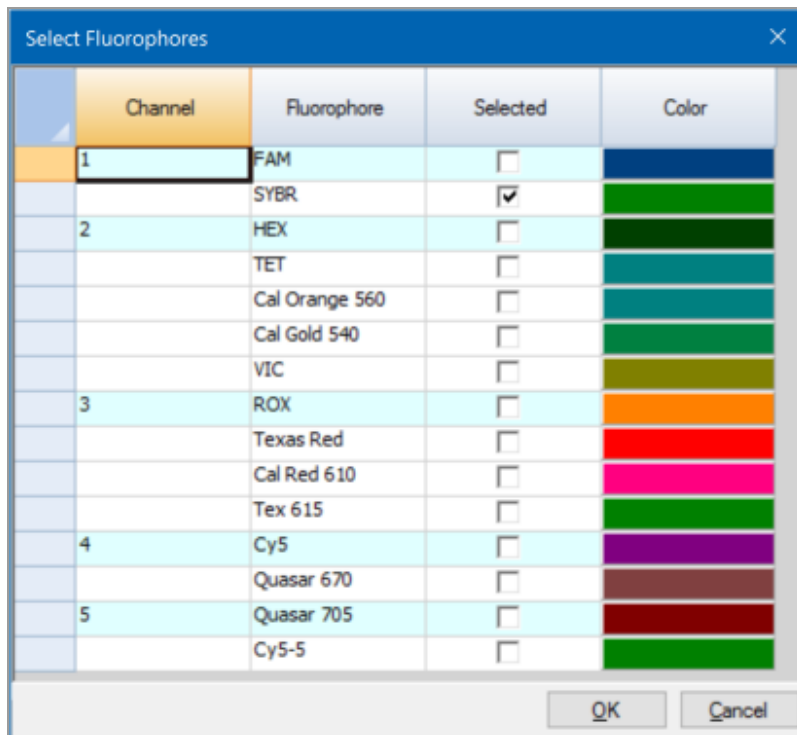 Select Fluorophores
Channel Fluorophore Selected Color
1 FAM
SYBR
2 HEX
TET
Cal Orange 560
Cal Gold 540
VIC
3 ROX
Texas Red
Cal Red 610
Tex 615
4 Cy5
Quasar 670
5 Quasar 705
Cy5-5
OK Cancel